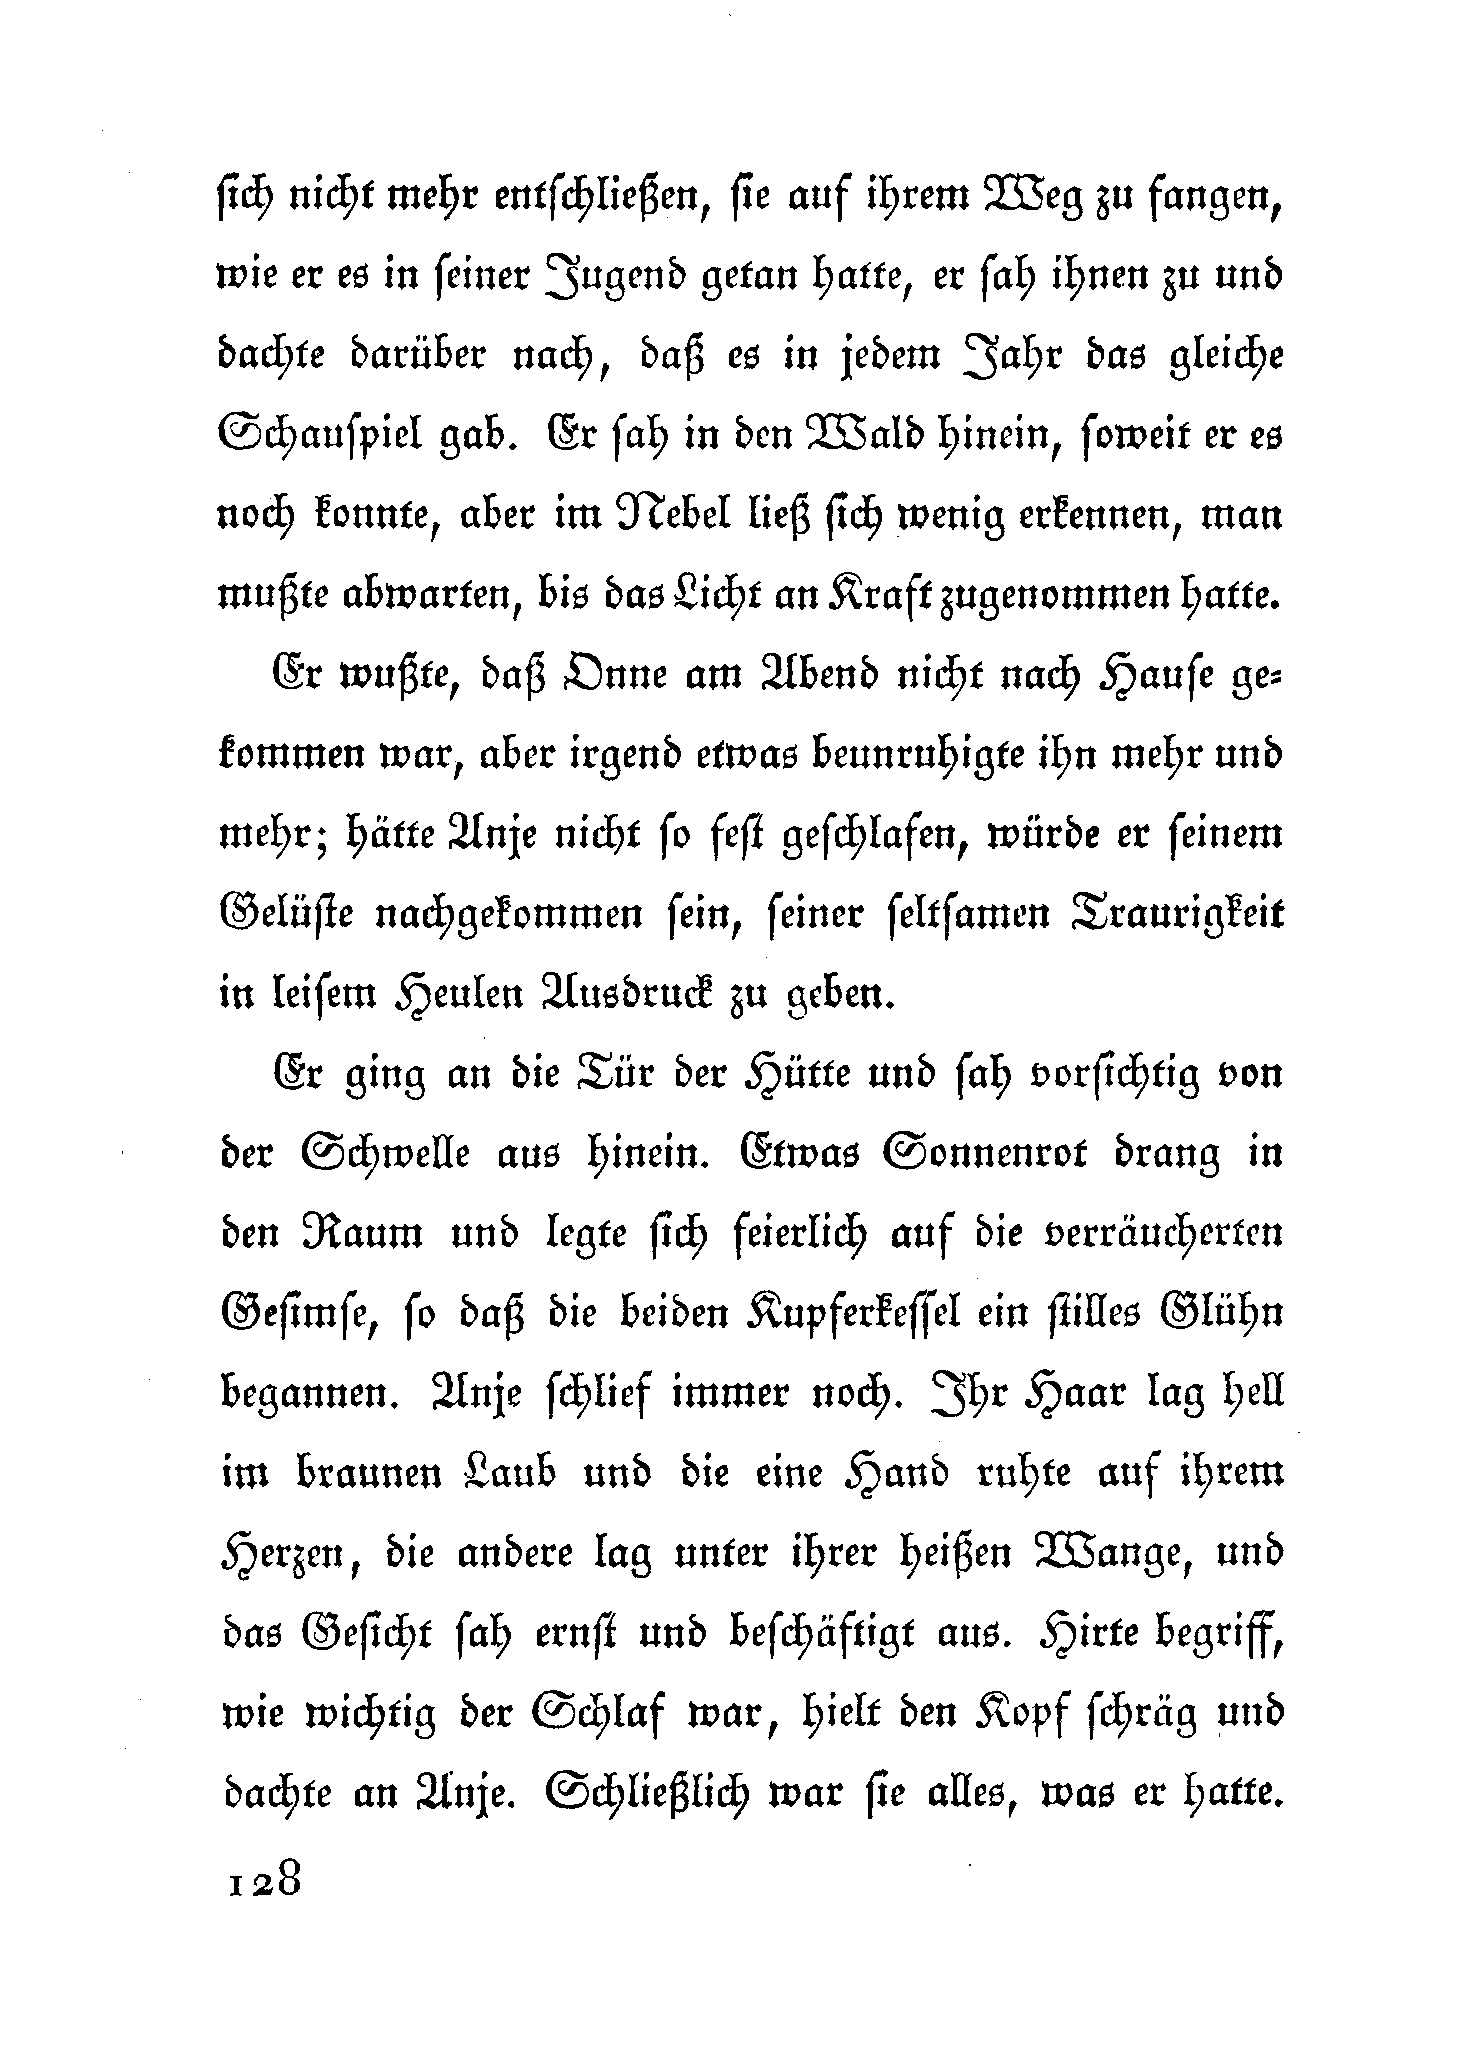 sich nicht mehr entschließen, sie auf ihrem Weg zu fangen,
wie er es in seiner Jugend getan hatte, er sah ihnen zu und
dachte darüber nach, daß es in jedem Jahr das gleiche
Schauspiel gab. Er sah in den Wald hinein, soweit er es
noch konnte, aber im Nebel ließ sich wenig erkennen, man
mußte abwarten, bis das Licht an Kraft zugenommen hatte.
Er wußte, daß Onne am Abend nicht nach Hause ge-
kommen war, aber irgend etwas beunruhigte ihn mehr und
mehr; hätte Anje nicht so fest geschlafen, würde er seinem
Gelüste nachgekommen sein, seiner seltsamen Traurigkeit
in leisem Heulen Ausdruck zu geben.
Er ging an die Tür der Hütte und sah vorsichtig von
der Schwelle aus hinein. Etwas Sonnenrot drang in
den Raum und legte sich feierlich auf die verräucherten
Gesimse, so daß die beiden Kupferkessel ein stilles Glühn
begannen. Anje schlief immer noch. Ihr Haar lag hell
im braunen Laub und die eine Hand ruhte auf ihrem
Herzen, die andere lag unter ihrer heißen Wange, und
das Gesicht sah ernst und beschäftigt aus. Hirte begriff,
wie wichtig der Schlaf war, hielt den Kopf schräg und
dachte an Anje. Schließlich war sie alles, was er hatte.
128